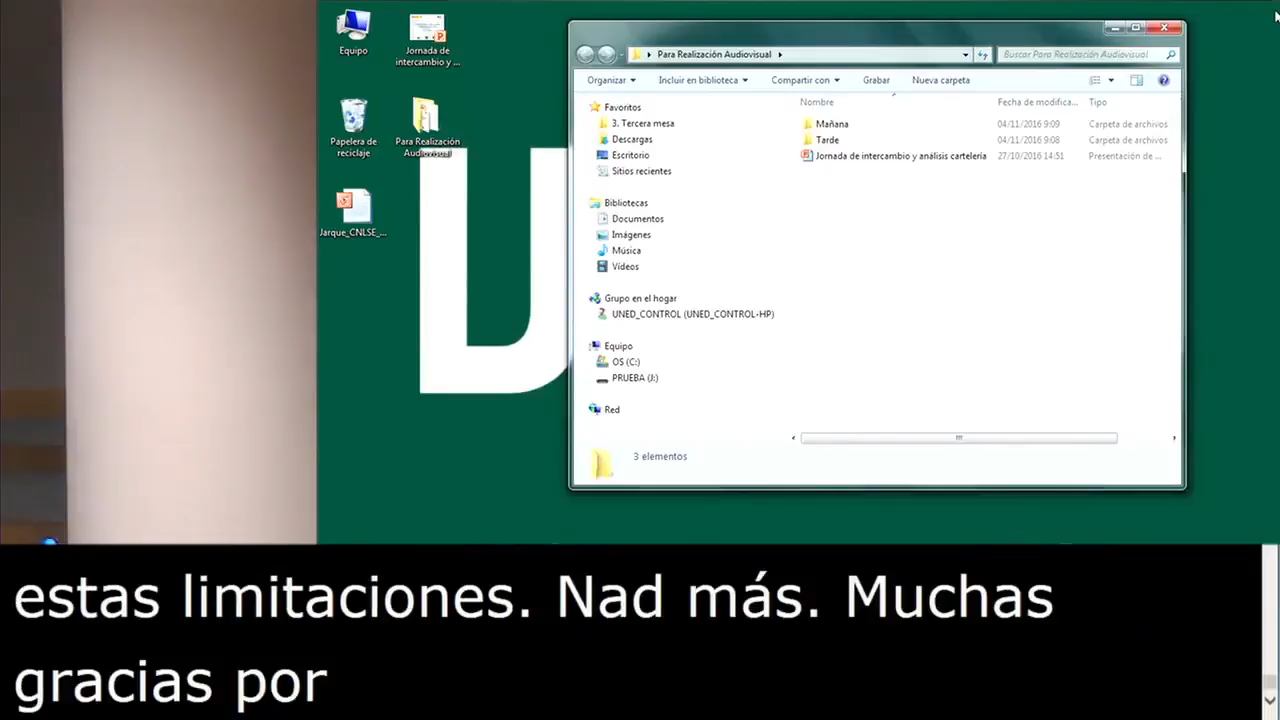 Equipo
Jornada de
intercambio y ...
Papelera de
reciclaje
Para Realización
Audiovisual
Jarque_CNLSE_...
Para Realización Audiovisual
Buscar Para Realización Audiovisual
Organizar
Incluir en biblioteca
Compartir con
Grabar
Nueva carpeta
Favoritos
3. Tercera mesa
Descargas
Escritorio
Sitios recientes
Bibliotecas
Documentos
Imágenes
Música
Vídeos
Grupo en el hogar
UNED_CONTROL (UNED_CONTROL-HP)
Equipo
OS (C:)
PRUEBA (J:)
Red
Nombre Fecha de modifica... Tipo
Mañana 04/11/2016 9:09 Carpeta de archivos
Tarde 04/11/2016 9:08 Carpeta de archivos
Jornada de intercambio y análisis cartelería 27/10/2016 14:51 Presentación de ...
3 elementos
U
estas limitaciones. Nad más. Muchas
gracias por